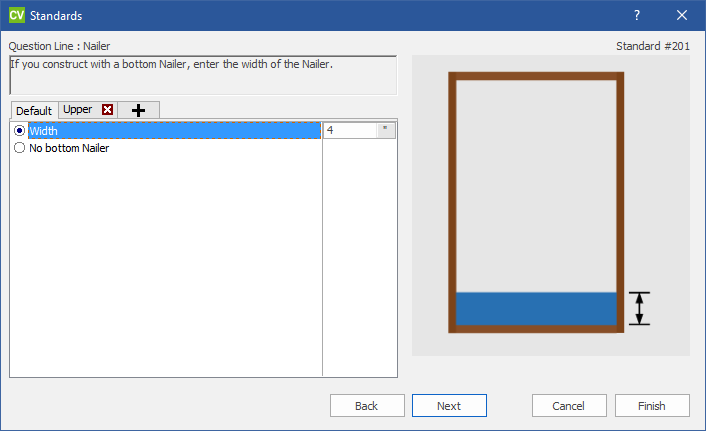 CV Standards ?
Question Line : Nailer Standard #201
If you construct with a bottom Nailer, enter the width of the Nailer.
Default Upper
Width 4 "
No bottom Nailer
Back Next Cancel Finish